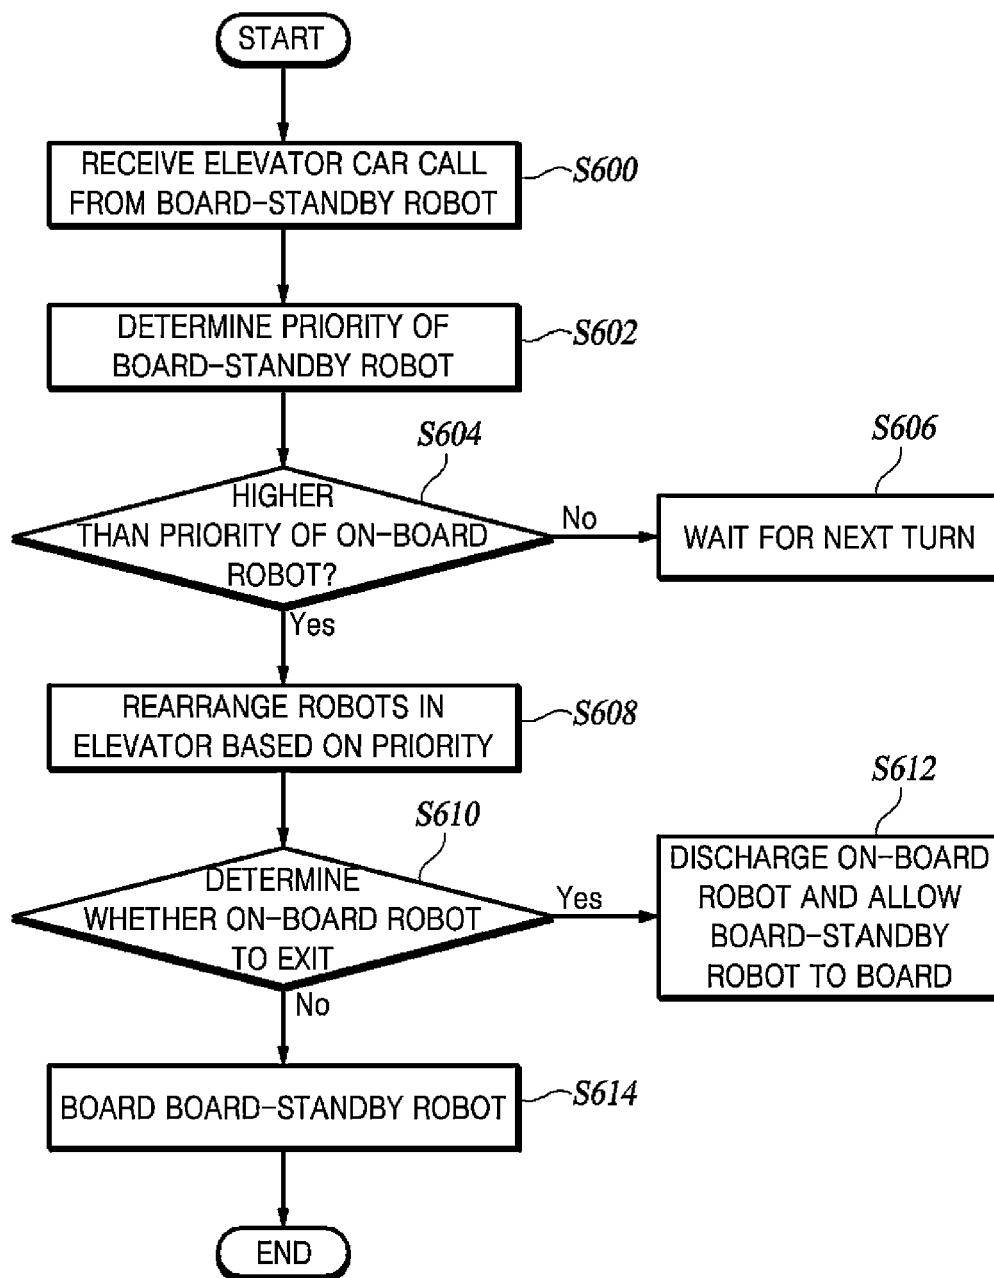 START
RECEIVE ELEVATOR CAR CALL
FROM BOARD-STANDBY ROBOT
S600
DETERMINE PRIORITY OF
BOARD-STANDBY ROBOT
S602
S604
HIGHER
THAN PRIORITY OF ON-BOARD
ROBOT?
No
S606
WAIT FOR NEXT TURN
Yes
REARRANGE ROBOTS IN
ELEVATOR BASED ON PRIORITY
S608
S610
DETERMINE
WHETHER ON-BOARD ROBOT
TO EXIT
Yes
S612
DISCHARGE ON-BOARD
ROBOT AND ALLOW
BOARD-STANDBY
ROBOT TO BOARD
No
BOARD BOARD-STANDBY ROBOT
S614
END